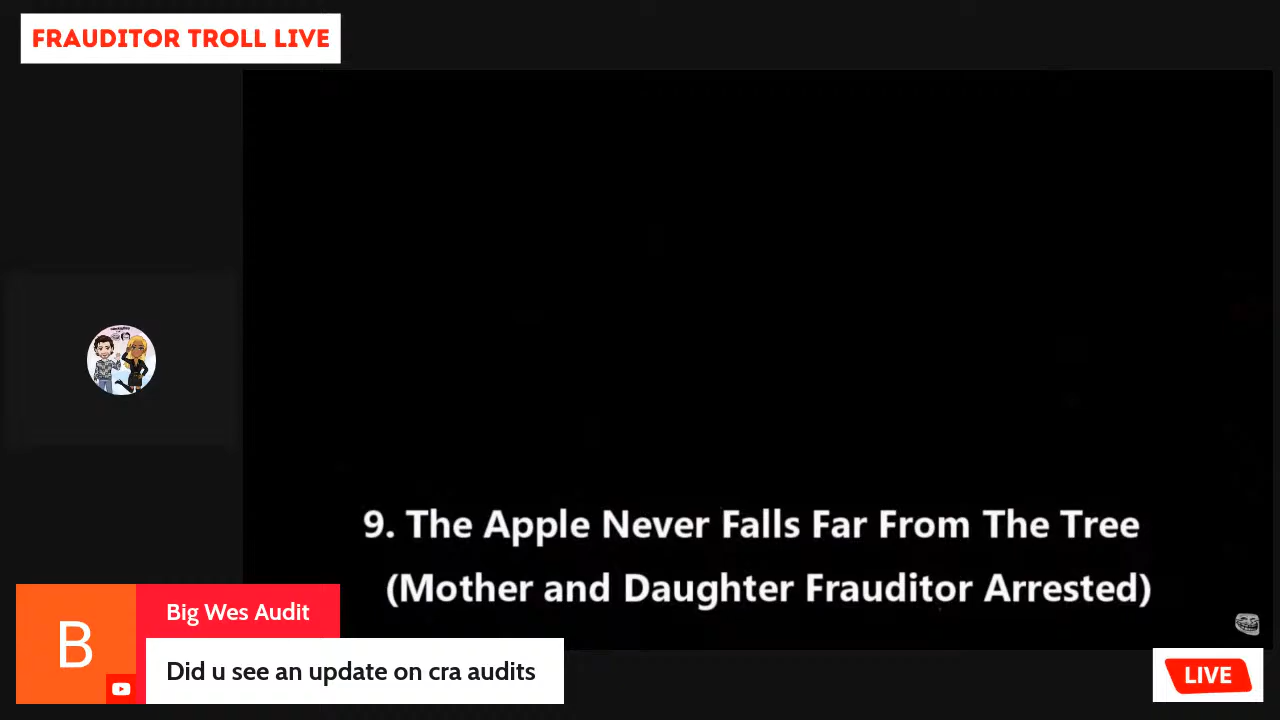 FRAUDITOR TROLL LIVE
9. The Apple Never Falls Far From The Tree
(Mother and Daughter Frauditor Arrested)
B
Big Wes Audit
Did u see an update on cra audits
LIVE